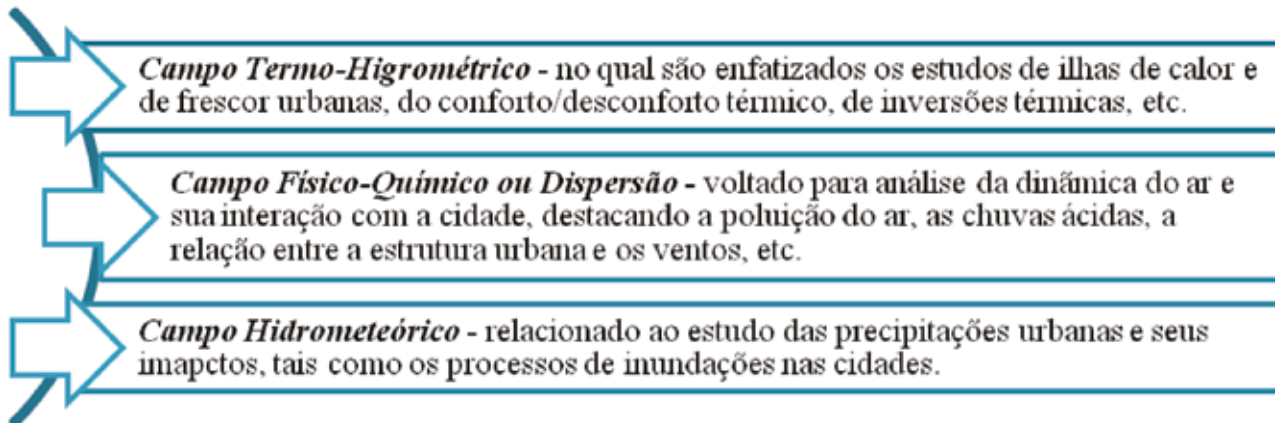 Campo Termo-Higrométrico - no qual são enfatizados os estudos de ilhas de calor e
de frescor urbanas, do conforto/desconforto térmico, de inversões térmicas, etc.
Campo Físico-Químico ou Dispersão - voltado para análise da dinâmica do ar e
sua interação com a cidade, destacando a poluição do ar, as chuvas ácidas, a
relação entre a estrutura urbana e os ventos, etc.
Campo Hidrometeórico - relacionado ao estudo das precipitações urbanas e seus
imapctos, tais como os processos de inundações nas cidades.